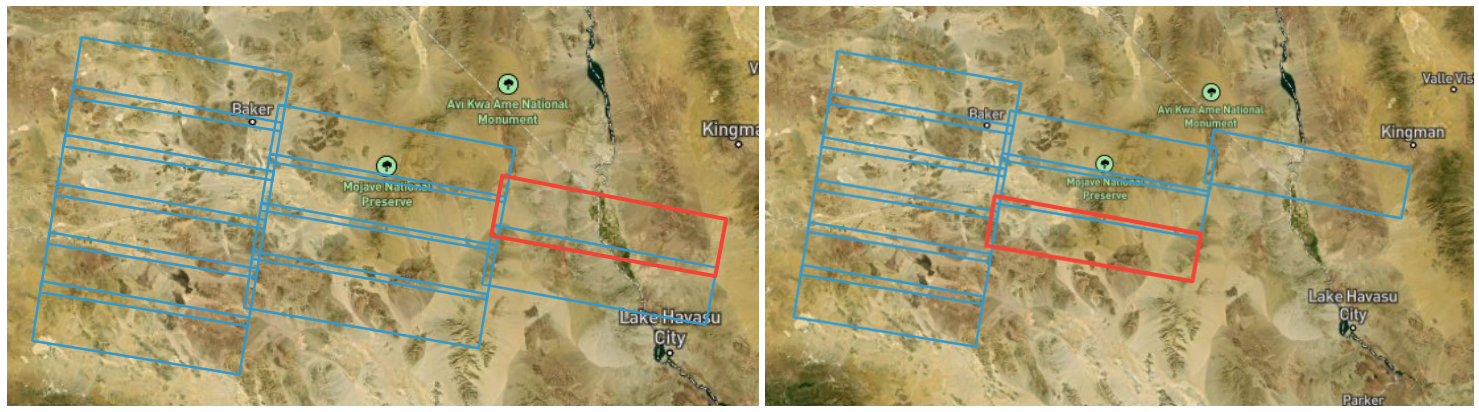 Baker
Avi Kwa Ame National
Monument
Mojave National
Preserve
Lake Havasu
City
Baker
Avi Kwa Ame National
Monument
Valle Vis
Kingman
Mojave National
Preserve
Lake Havasu
City
Parker